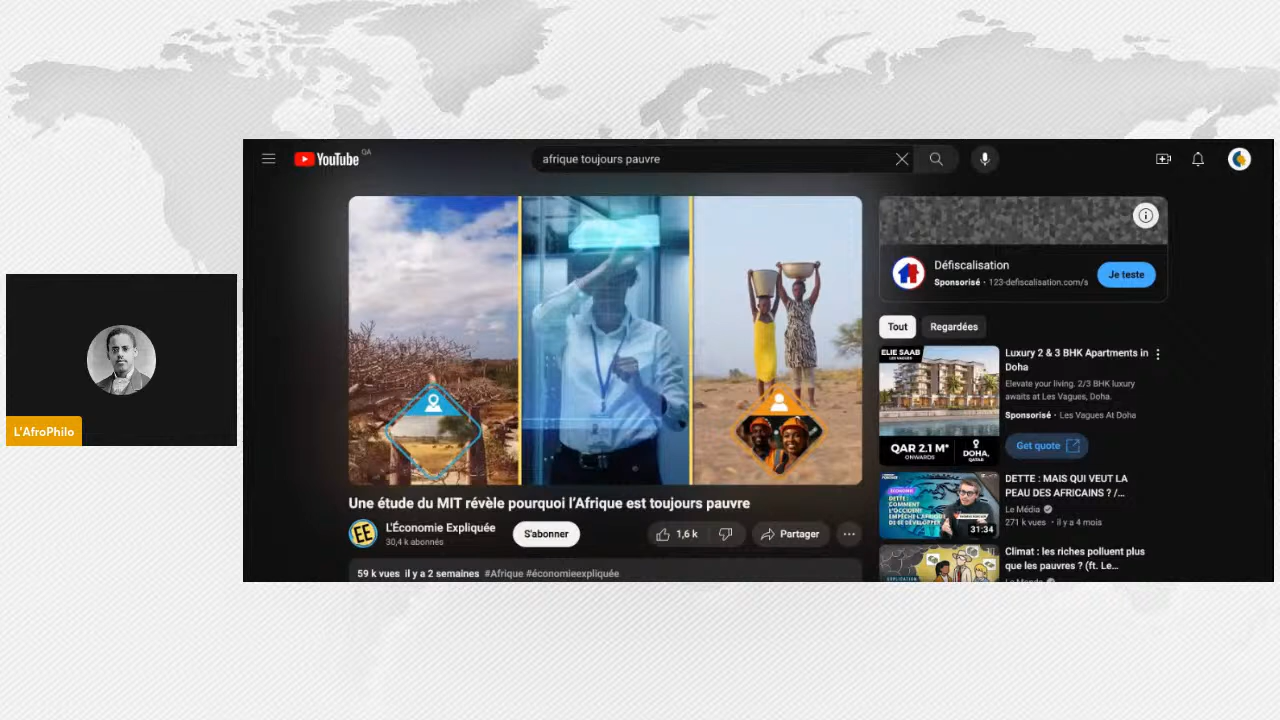 YouTube QA
afrique toujours pauvre
Défiscalisation
Sponsorisé · 123-defiscalisation.com/s
Je teste
Tout
Regardées
ELIE SAAB
LES VAGUES
QAR 2.1 M*
ONWARDS
DOHA,
QATAR
Luxury 2 & 3 BHK Apartments in
Doha
Elevate your living. 2/3 BHK luxury
awaits at Les Vagues, Doha.
Sponsorisé · Les Vagues At Doha
Get quote
L'AfroPhilo
Une étude du MIT révèle pourquoi l'Afrique est toujours pauvre
EE
L'Économie Expliquée
30,4 k abonnés
S'abonner
1,6 k
Partager
59 k vues il y a 2 semaines #Afrique #économieexpliquée
DETTE:
COMMENT
L'OCCIDENT
EMPÊCHE L'AFRIQUE
DE SE DÉVELOPPER
31:34
DETTE : MAIS QUI VEUT LA
PEAU DES AFRICAINS ? /...
Le Média
271 k vues · il y a 4 mois
EXPLICATION
Climat : les riches polluent plus
que les pauvres ? (ft. Le...
Le Monde